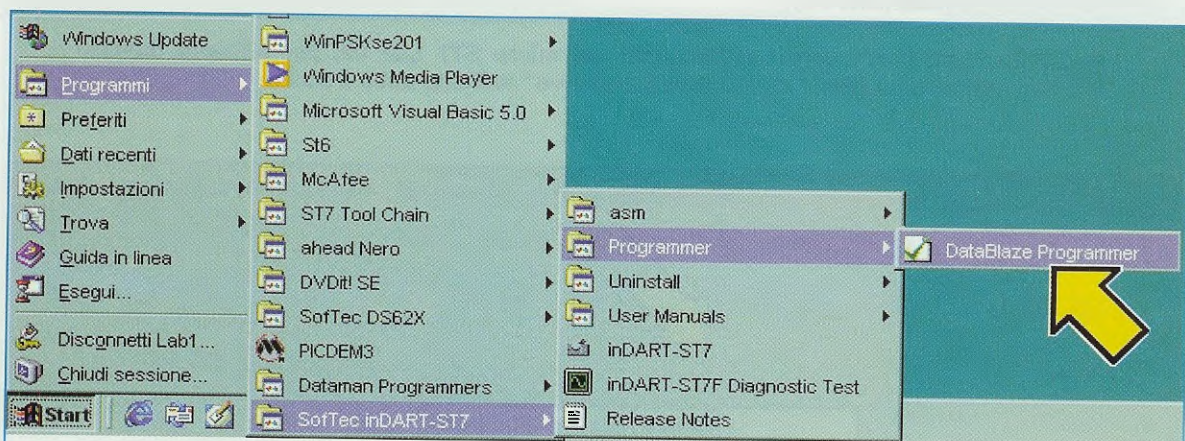 Windows Update
Programmi
Preferiti
Dati recenti
Impostazioni
Trova
Guida in linea
Esegui...
Disconnetti Lab1...
Chiudi sessione...
Start
WinPSKse201
Windows Media Player
Microsoft Visual Basic 5.0
St6
McAfee
ST7 Tool Chain
ahead Nero
DVDit! SE
SofTec DS62X
PICDEM3
Dataman Programmers
SofTec inDART-ST7
asm
Programmer
Uninstall
User Manuals
inDART-ST7
inDART-ST7F Diagnostic Test
Release Notes
DataBlaze Programmer